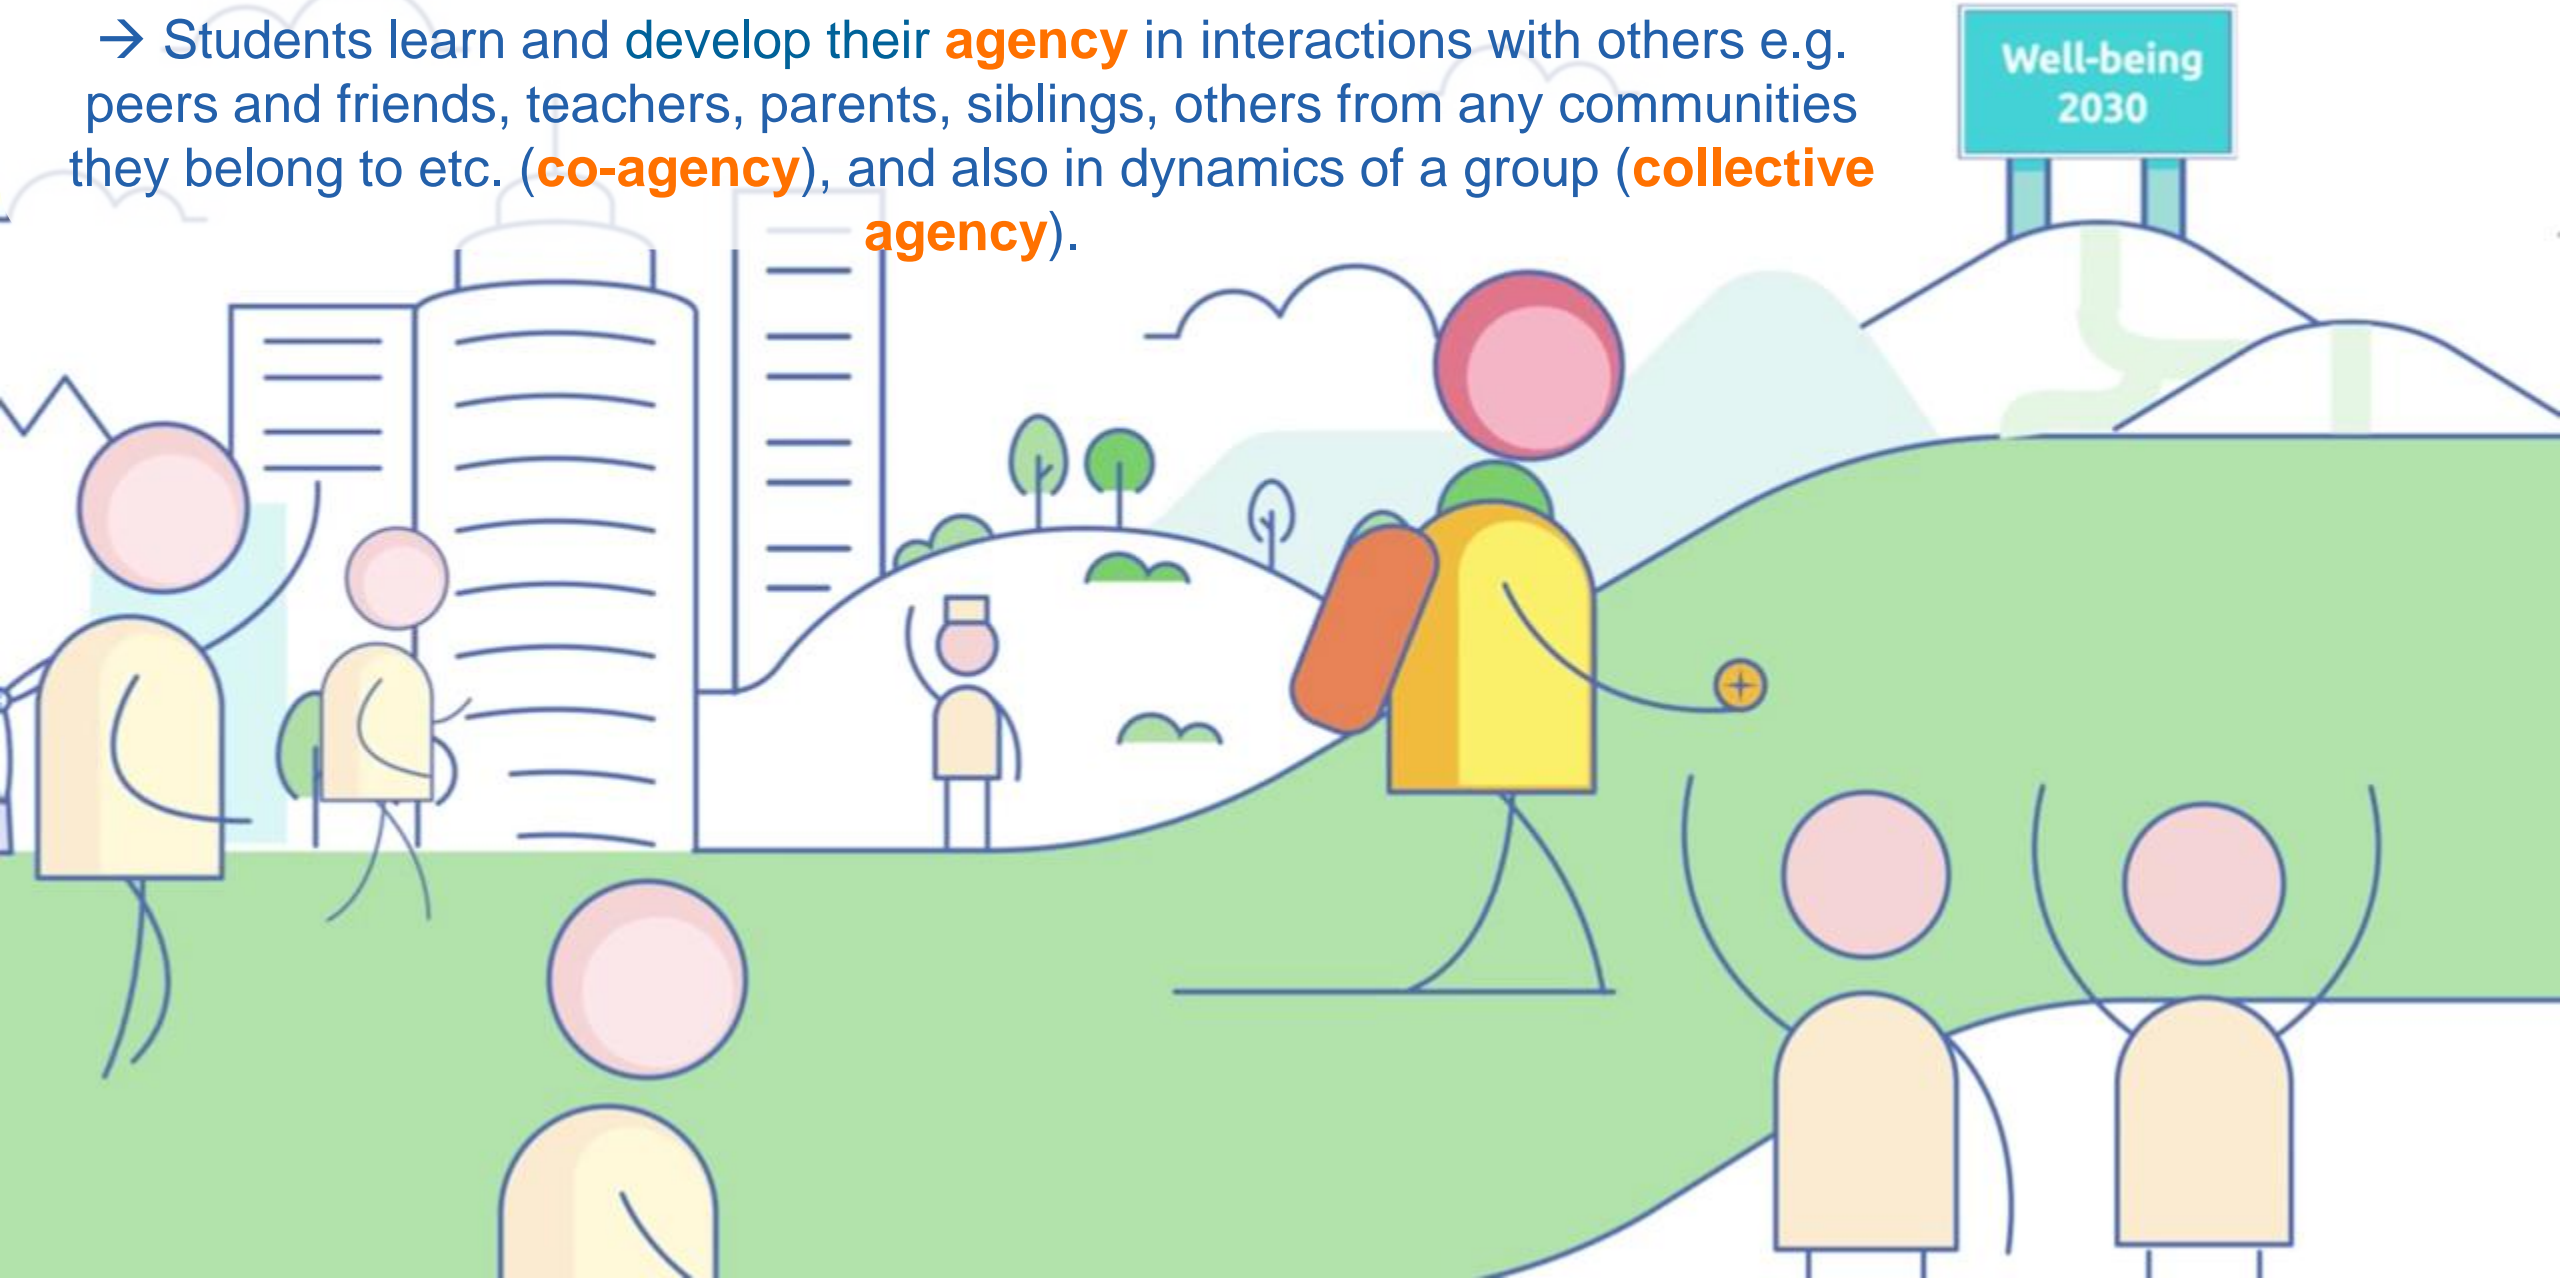 → Students learn and develop their agency in interactions with others e.g.
peers and friends, teachers, parents, siblings, others from any communities
they belong to etc. (co-agency), and also in dynamics of a group (collective
agency).
Well-being
2030